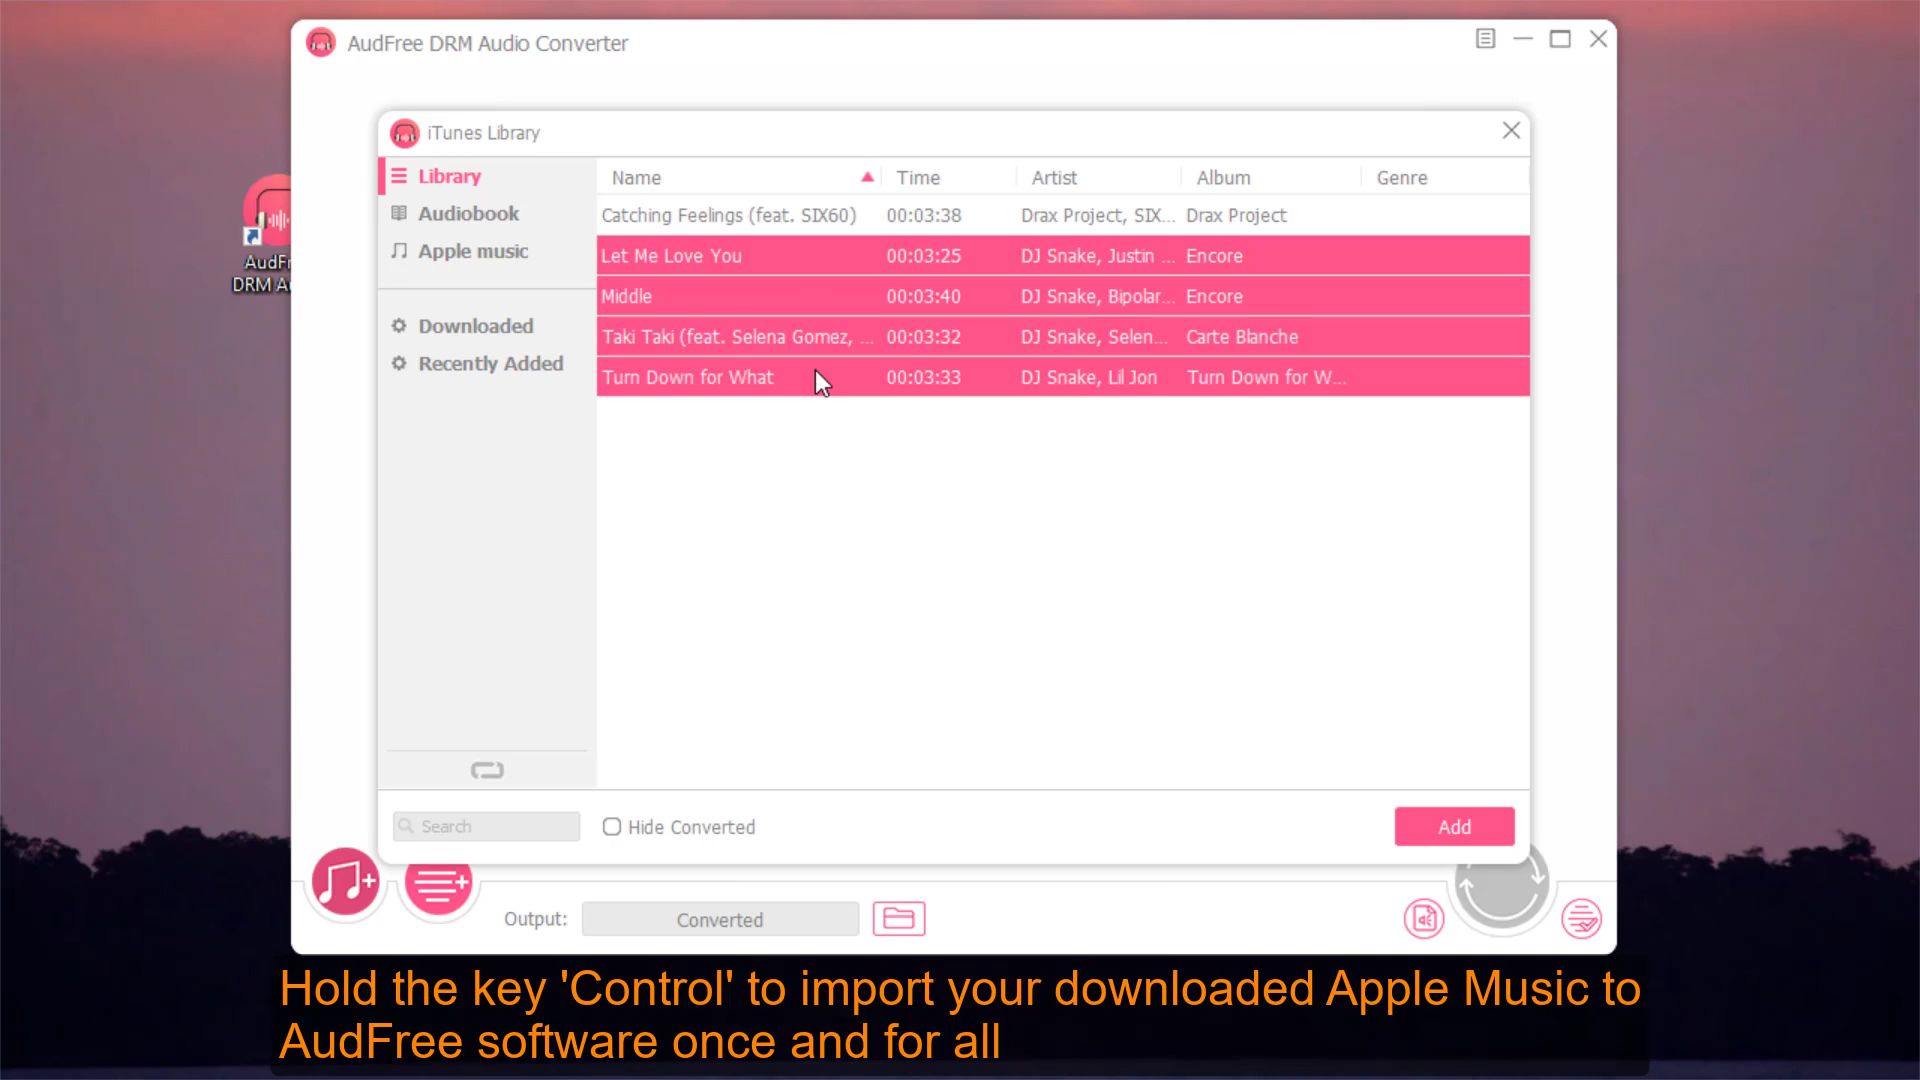 AudFree DRM Audio Converter
iTunes Library
Library
Audiobook
Apple music
Downloaded
Recently Added
Name Time Artist Album Genre
Catching Feelings (feat. SIX60) 00:03:38 Drax Project, SIX... Drax Project
Let Me Love You 00:03:25 DJ Snake, Justin ... Encore
Middle 00:03:40 DJ Snake, Bipolar... Encore
Taki Taki (feat. Selena Gomez, ... 00:03:32 DJ Snake, Selen... Carte Blanche
Turn Down for What 00:03:33 DJ Snake, Lil Jon Turn Down for W...
AudFr
DRM A
Search
Hide Converted
Add
Output: Converted
Hold the key 'Control' to import your downloaded Apple Music to
AudFree software once and for all